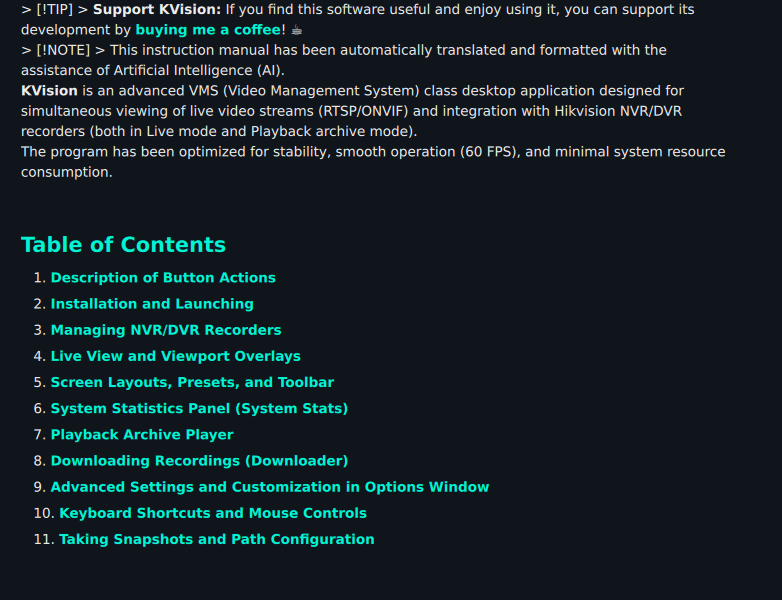 > [!TIP] > Support KVision: If you find this software useful and enjoy using it, you can support its
development by buying me a coffee! ☕
> [!NOTE] > This instruction manual has been automatically translated and formatted with the
assistance of Artificial Intelligence (AI).
KVision is an advanced VMS (Video Management System) class desktop application designed for
simultaneous viewing of live video streams (RTSP/ONVIF) and integration with Hikvision NVR/DVR
recorders (both in Live mode and Playback archive mode).
The program has been optimized for stability, smooth operation (60 FPS), and minimal system resource
consumption.
Table of Contents
1. Description of Button Actions
2. Installation and Launching
3. Managing NVR/DVR Recorders
4. Live View and Viewport Overlays
5. Screen Layouts, Presets, and Toolbar
6. System Statistics Panel (System Stats)
7. Playback Archive Player
8. Downloading Recordings (Downloader)
9. Advanced Settings and Customization in Options Window
10. Keyboard Shortcuts and Mouse Controls
11. Taking Snapshots and Path Configuration